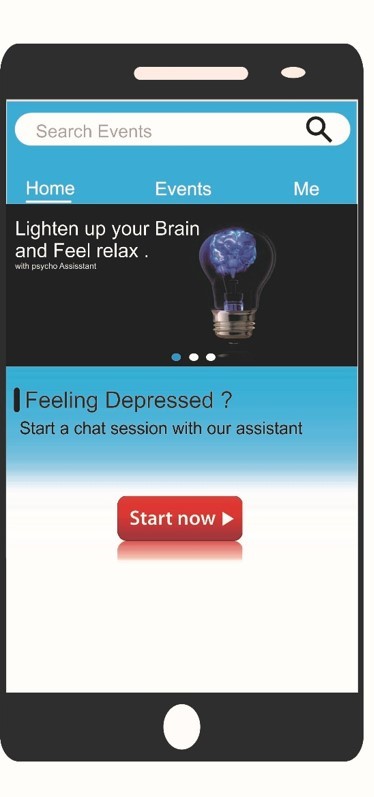 Search Events
Home Events Me
Lighten up your Brain
and Feel relax .
with psycho Assisstant
Feeling Depressed ?
Start a chat session with our assistant
Start now